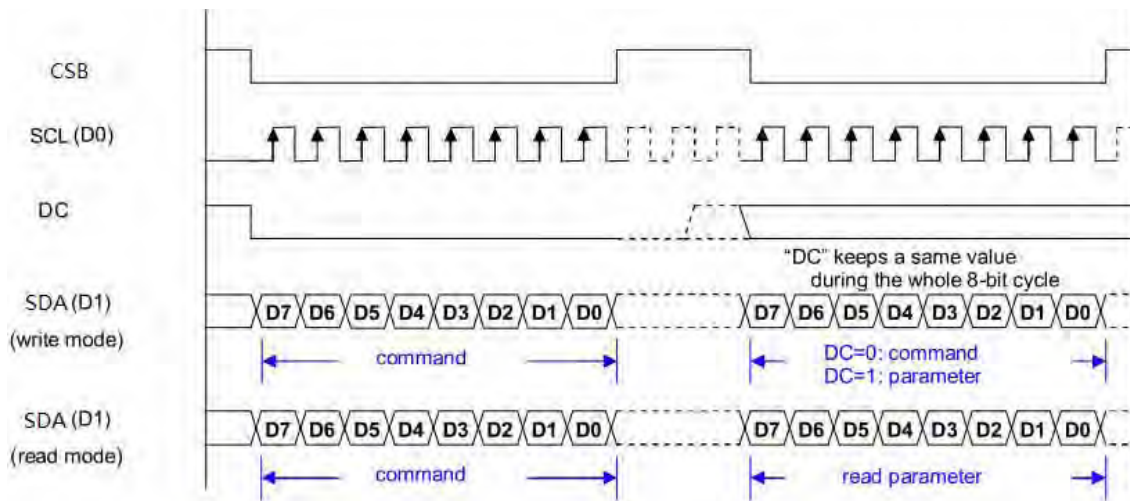 CSB
SCL (D0)
DC
“DC” keeps a same value
during the whole 8-bit cycle
SDA (D1)
(write mode)
D7 D6 D5 D4 D3 D2 D1 D0
D7 D6 D5 D4 D3 D2 D1 D0
command
DC=0: command
DC=1: parameter
SDA (D1)
(read mode)
D7 D6 D5 D4 D3 D2 D1 D0
D7 D6 D5 D4 D3 D2 D1 D0
command
read parameter